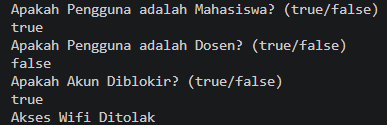 Apakah Pengguna adalah Mahasiswa? (true/false)
true
Apakah Pengguna adalah Dosen? (true/false)
false
Apakah Akun Diblokir? (true/false)
true
Akses Wifi Ditolak